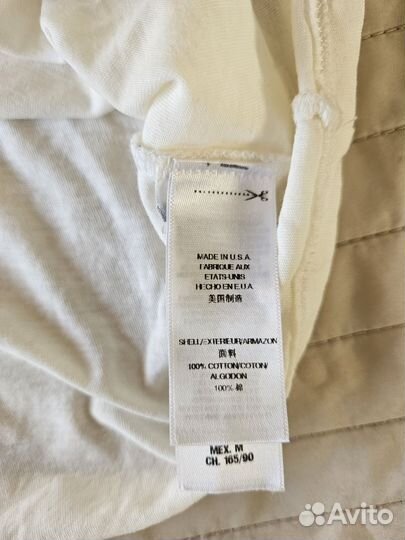 MADE IN U.S.A.
FABRIQUE AUX
ETATS-UNIS
HECHO EN E.U.A.
美国制造
SHELL/EXTERIEUR/ARMAZON
面料
100% COTTON/COTON/
ALGODON
100% 棉
MEX. M
CH. 165/90
Avito